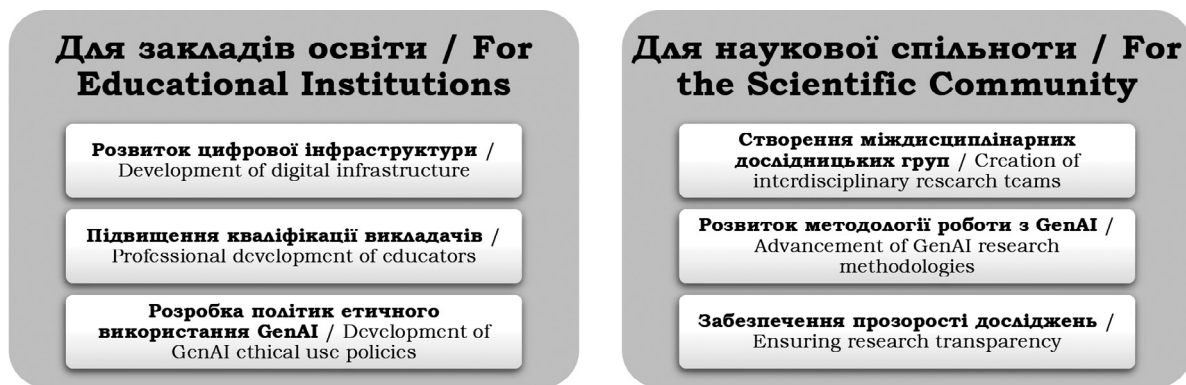 Для закладів освіти / For
Educational Institutions
Розвиток цифрової інфраструктури /
Development of digital infrastructure
Підвищення кваліфікації викладачів /
Professional development of educators
Розробка політик етичного
використання GenAI / Development of
GenAI ethical use policies
Для наукової спільноти / For
the Scientific Community
Створення міждисциплінарних
дослідницьких груп / Creation of
interdisciplinary research teams
Розвиток методології роботи з GenAI /
Advancement of GenAI research
methodologies
Забезпечення прозорості досліджень /
Ensuring research transparency